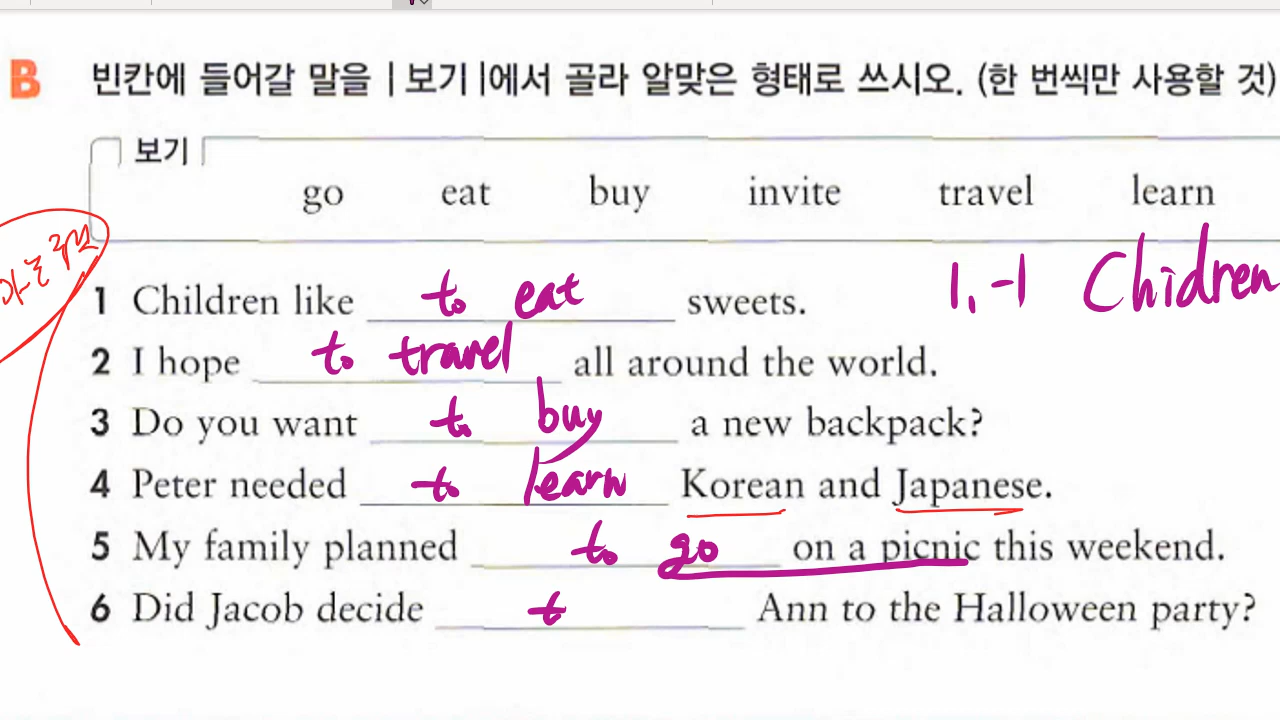 B 빈칸에 들어갈 말을 | 보기 |에서 골라 알맞은 형태로 쓰시오. (한 번씩만 사용할 것)
보기
go eat buy invite travel learn
1 Children like to eat sweets.
1, -1 Chidren
2 I hope to travel all around the world.
3 Do you want to buy a new backpack?
4 Peter needed to learn Korean and Japanese.
5 My family planned to go on a picnic this weekend.
6 Did Jacob decide t Ann to the Halloween party?